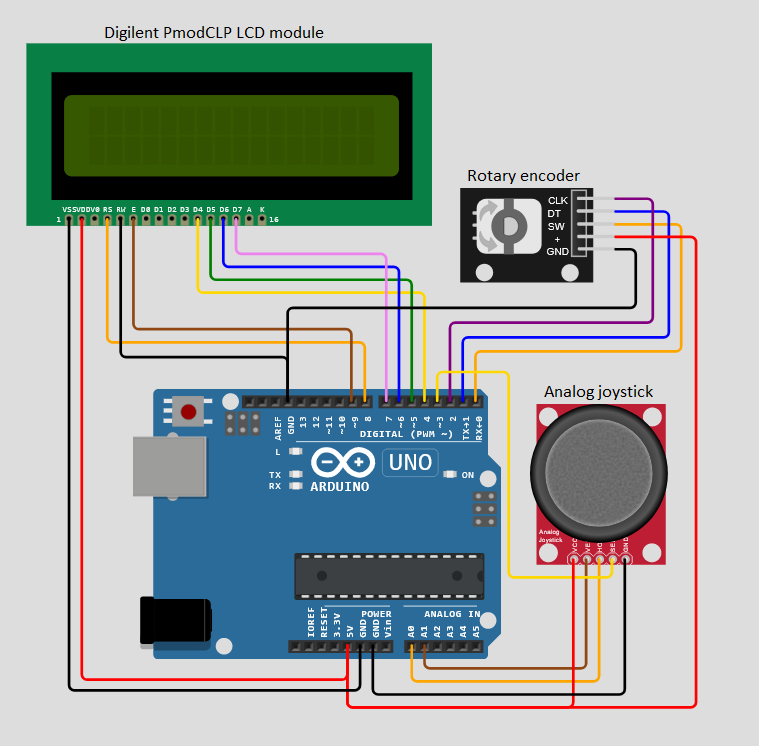 Digilent PmodCLP LCD module
1 VSS VDD V0 RS RW E D0 D1 D2 D3 D4 D5 D6 D7 A K 16
Rotary encoder
CLK
DT
SW
+
GND
Analog joystick
AREF
GND
13
12
~11
~10
~9
8
7
~6
~5
4
~3
2
TX→1
RX←0
DIGITAL (PWM ~)
L
TX
RX
UNO
ON
ARDUINO
Analog
Joystick
VCC
GND
POWER
ANALOG IN
IOREF
RESET
3.3V
5V
GND
GND
Vin
A0
A1
A2
A3
A4
A5